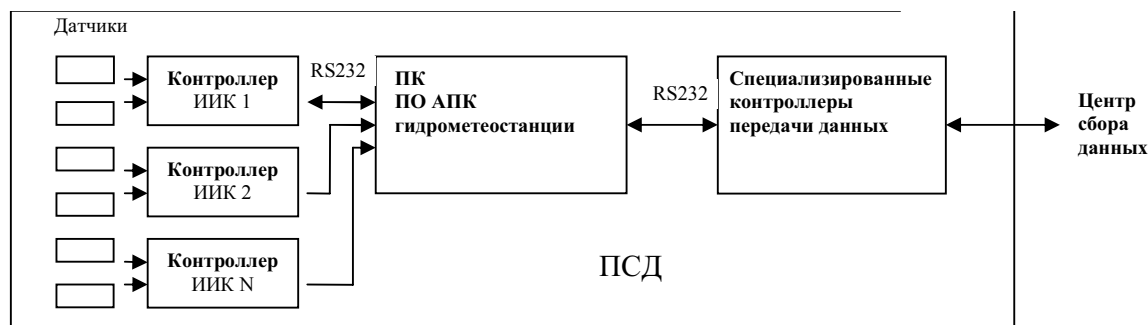 Датчики
Контроллер
ИИК 1
RS232
ПК
ПО АПК
гидрометеостанции
RS232
Специализированные
контроллеры
передачи данных
Центр
сбора
данных
Контроллер
ИИК 2
Контроллер
ИИК N
ПСД